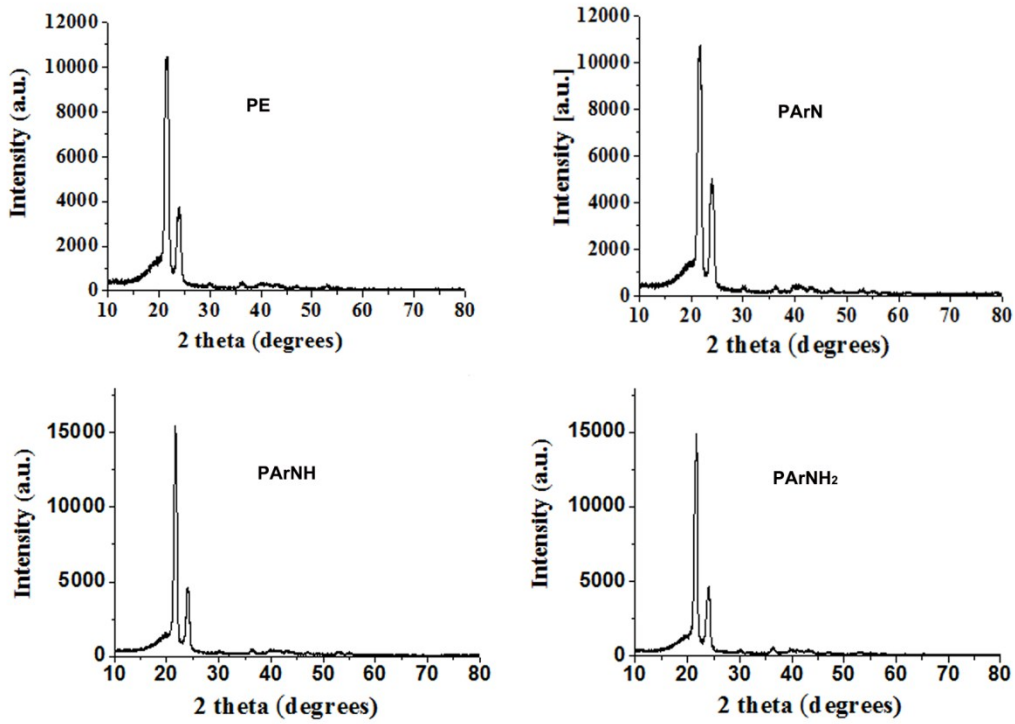 12000
10000
8000
6000
4000
2000
0
Intensity (a.u.)
PE
10 20 30 40 50 60 70 80
2 theta (degrees)
12000
10000
8000
6000
4000
2000
0
Intensity [a.u.]
PArN
10 20 30 40 50 60 70 80
2 theta (degrees)
15000
10000
5000
0
Intensity (a.u.)
PArNH
10 20 30 40 50 60 70 80
2 theta (degrees)
15000
10000
5000
0
Intensity (a.u.)
PArNH₂
10 20 30 40 50 60 70 80
2 theta (degrees)